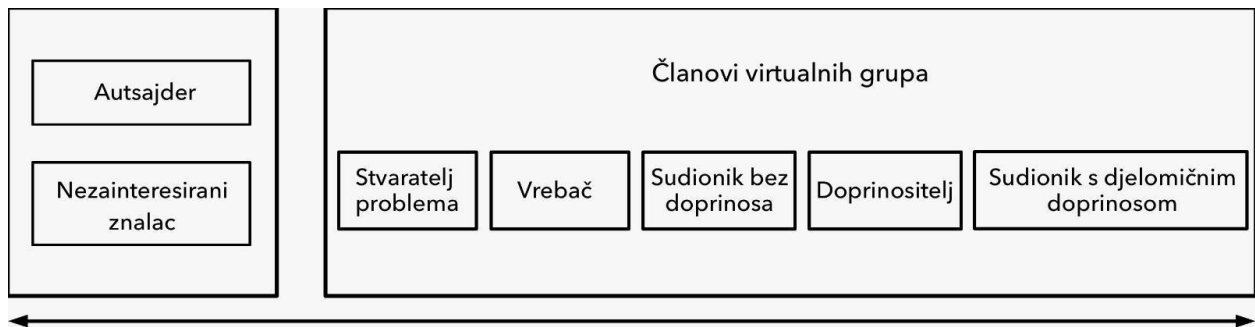 Autsajder
Nezainteresirani
znalac
Članovi virtualnih grupa
Stvaratelj
problema
Vrebač
Sudionik bez
doprinosa
Doprinositelj
Sudionik s djelomičnim
doprinosom